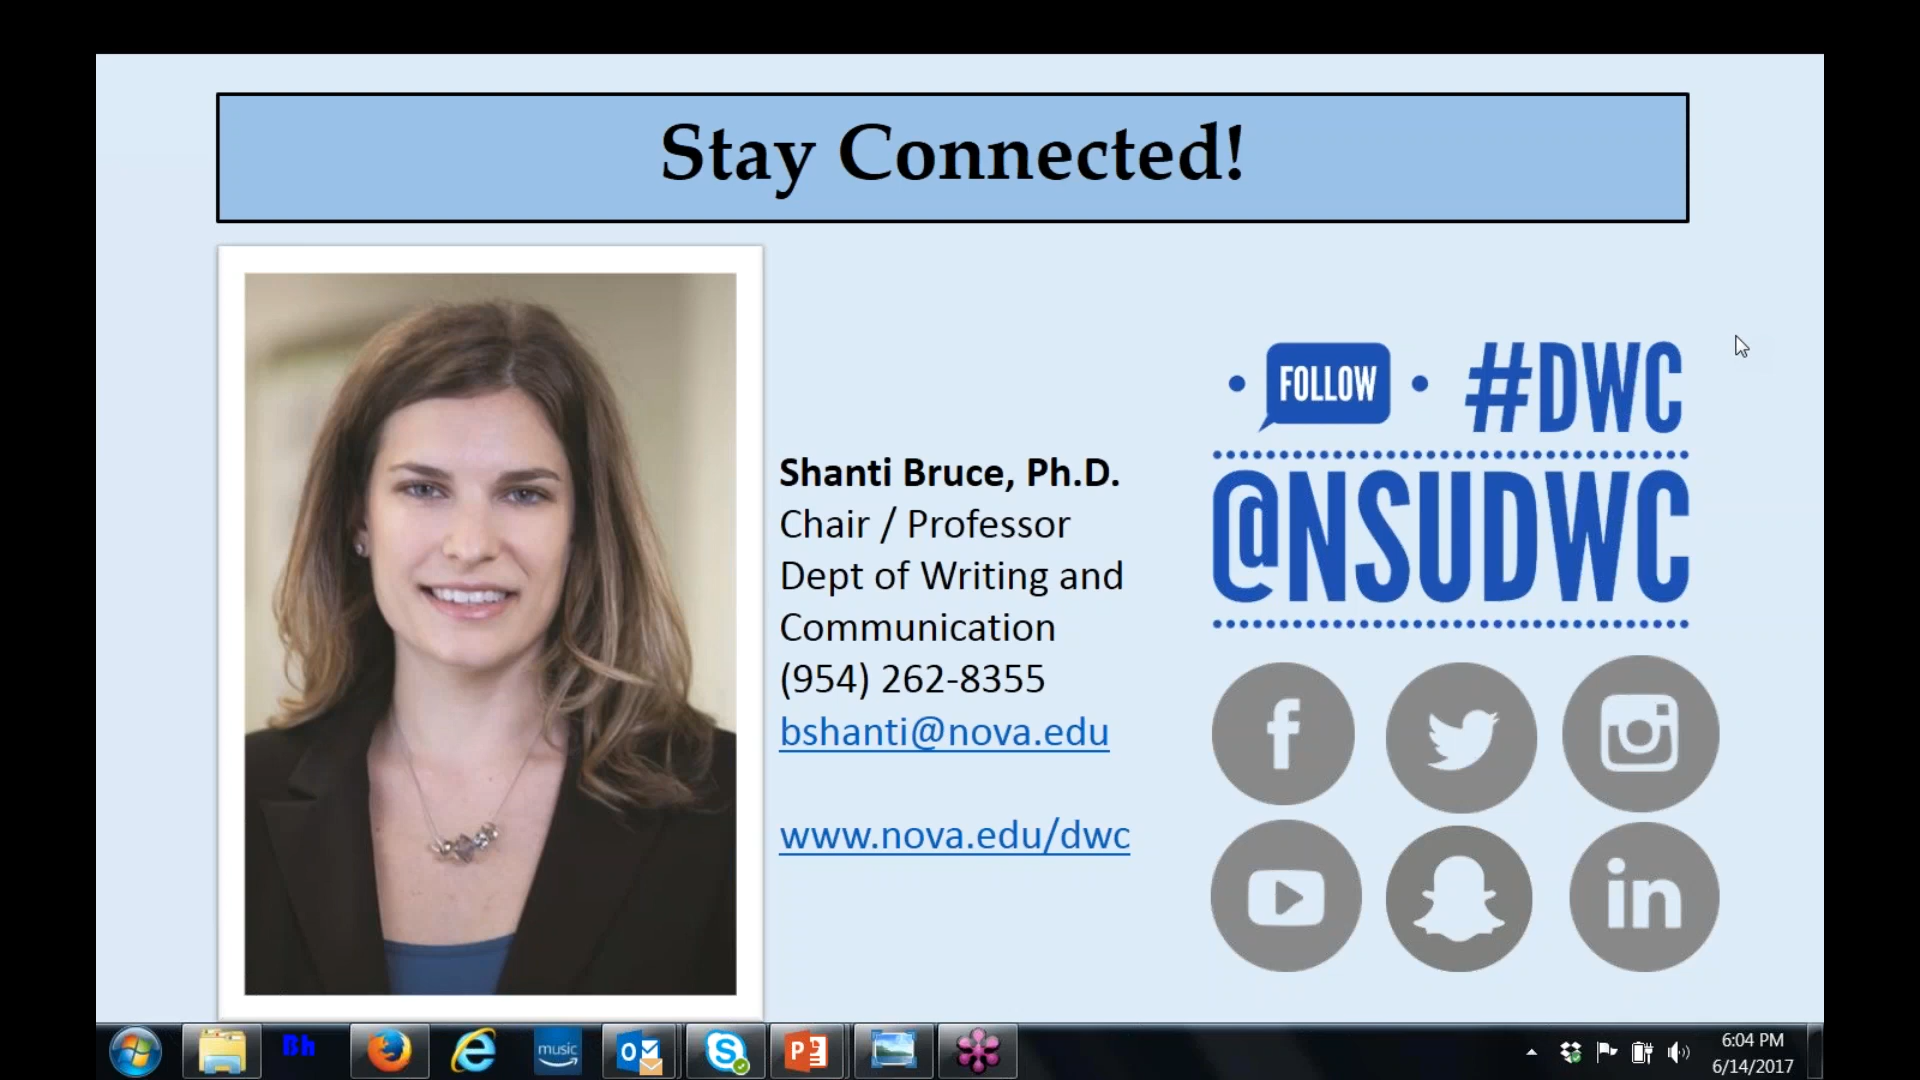 Stay Connected!
FOLLOW #DWC
@NSUDWC
Shanti Bruce, Ph.D.
Chair / Professor
Dept of Writing and
Communication
(954) 262-8355
bshanti@nova.edu
www.nova.edu/dwc
f
in
Bh
music
O
S
P
6:04 PM
6/14/2017